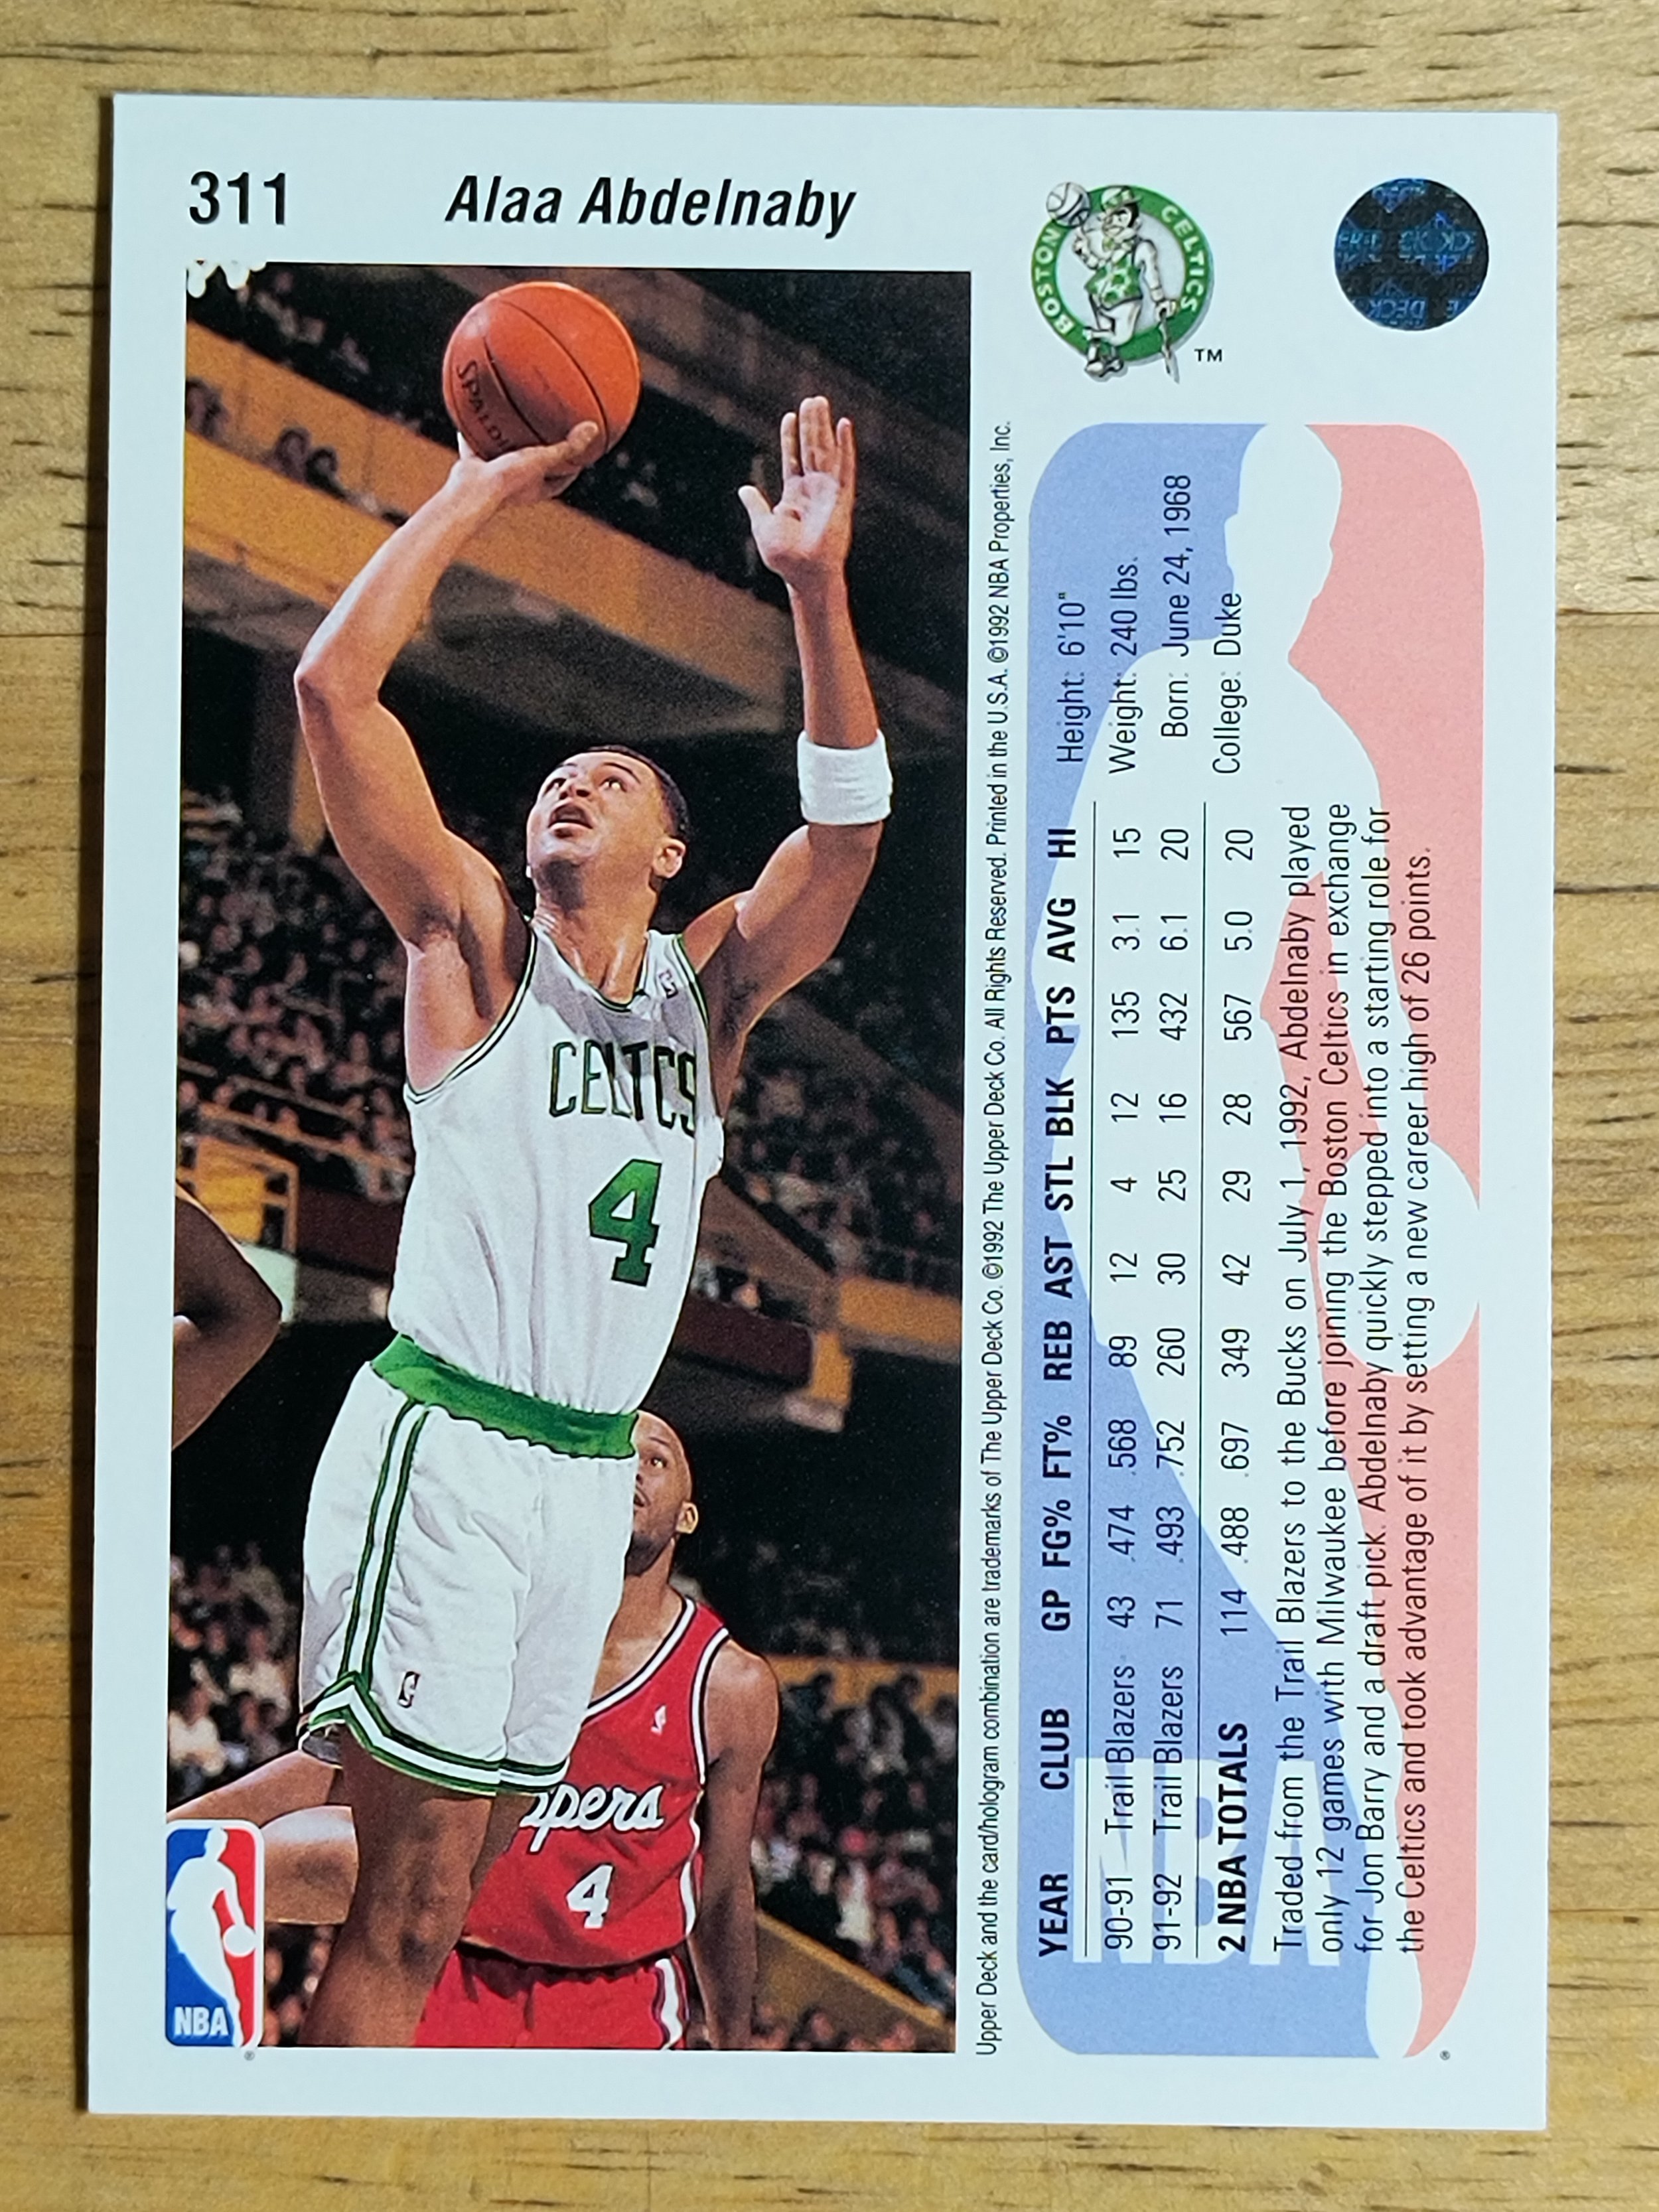 311
Alaa Abdelnaby
SPALDI
CELTICS
4
ppers
4
NBA
®
BOSTON CELTICS
TM
Upper Deck and the card/hologram combination are trademarks of The Upper Deck Co. ©1992 The Upper Deck Co. All Rights Reserved. Printed in the U.S.A. ©1992 NBA Properties, Inc.
Height: 6'10"
Weight: 240 lbs.
Born: June 24, 1968
College: Duke
YEAR CLUB GP FG% FT% REB AST STL BLK PTS AVG HI
90-91 Trail Blazers 43 .474 .568 89 12 4 12 135 3.1 15
91-92 Trail Blazers 71 .493 .752 260 30 25 16 432 6.1 20
2 NBA TOTALS 114 .488 .697 349 42 29 28 567 5.0 20
Traded from the Trail Blazers to the Bucks on July 1, 1992, Abdelnaby played
only 12 games with Milwaukee before joining the Boston Celtics in exchange
for Jon Barry and a draft pick. Abdelnaby quickly stepped into a starting role for
the Celtics and took advantage of it by setting a new career high of 26 points.
NBA
®